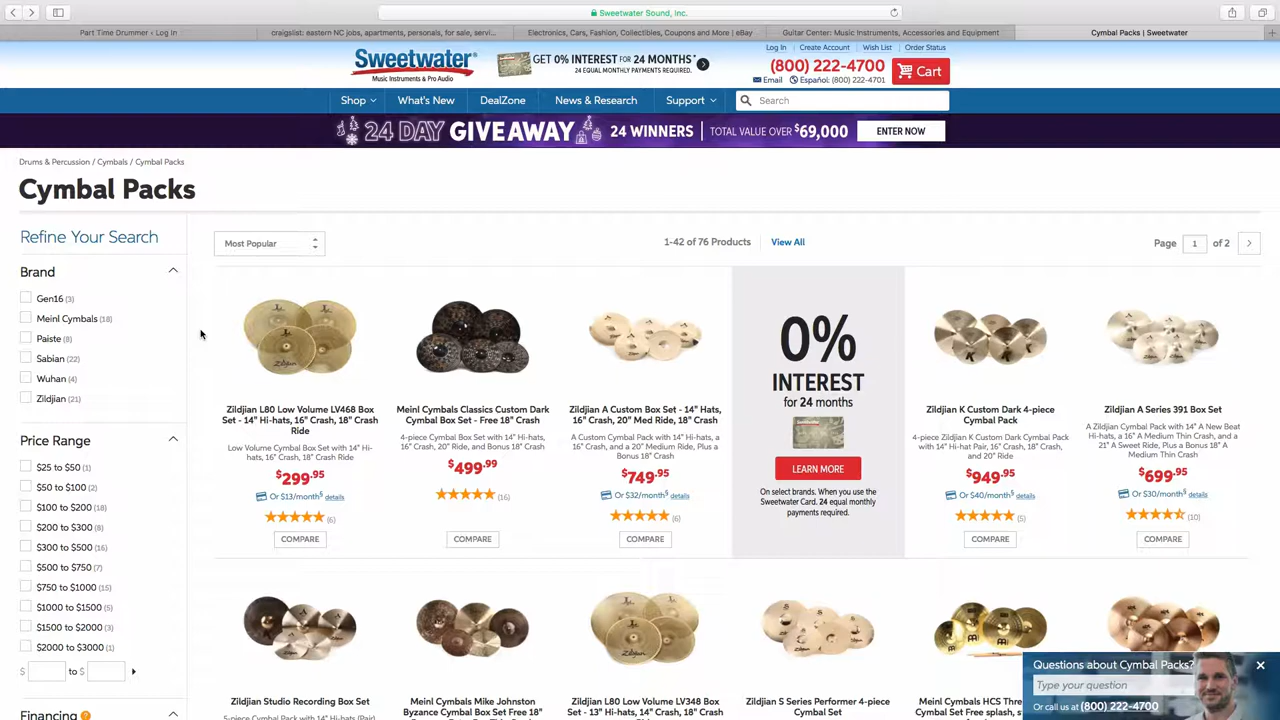 Sweetwater Sound, Inc.
Part Time Drummer ‹ Log In
craigslist: eastern NC jobs, apartments, personals, for sale, servi...
Electronics, Cars, Fashion, Collectibles, Coupons and More | eBay
Guitar Center: Music Instruments, Accessories and Equipment
Cymbal Packs | Sweetwater
Sweetwater®
Music Instruments & Pro Audio
GET 0% INTEREST FOR 24 MONTHS*
24 EQUAL MONTHLY PAYMENTS REQUIRED.
Log In Create Account Wish List Order Status
(800) 222-4700
Email Español: (800) 222-4701
Cart
Shop What's New DealZone News & Research Support Search
24 DAY GIVEAWAY 24 WINNERS TOTAL VALUE OVER $69,000 ENTER NOW
Drums & Percussion / Cymbals / Cymbal Packs
Cymbal Packs
Refine Your Search
Brand
Gen16 (3)
Meinl Cymbals (18)
Paiste (8)
Sabian (22)
Wuhan (4)
Zildjian (21)
Price Range
$25 to $50 (1)
$50 to $100 (2)
$100 to $200 (18)
$200 to $300 (8)
$300 to $500 (16)
$500 to $750 (7)
$750 to $1000 (15)
$1000 to $1500 (5)
$1500 to $2000 (3)
$2000 to $3000 (1)
$ to $
Financing ?
Most Popular
1-42 of 76 Products View All
Page 1 of 2
Zildjian L80 Low Volume LV468 Box
Set - 14" Hi-hats, 16" Crash, 18" Crash
Ride
Low Volume Cymbal Box Set with 14" Hi-
hats, 16" Crash, 18" Crash Ride
$299.95
Or $13/month§ details
(6)
COMPARE
Meinl Cymbals Classics Custom Dark
Cymbal Box Set - Free 18" Crash
4-piece Cymbal Box Set with 14" Hi-hats,
16" Crash, 20" Ride, and Bonus 18" Crash
$499.99
(16)
COMPARE
Zildjian A Custom Box Set - 14" Hats,
16" Crash, 20" Med Ride, 18" Crash
A Custom Cymbal Pack with 14" Hi-hats, a
16" Crash, and a 20" Medium Ride, Plus a
Bonus 18" Crash
$749.95
Or $32/month§ details
(6)
COMPARE
0%
INTEREST
for 24 months
LEARN MORE
On select brands. When you use the
Sweetwater Card. 24 equal monthly
payments required.
Zildjian K Custom Dark 4-piece
Cymbal Pack
4-piece Zildjian K Custom Dark Cymbal
Pack with 14" Hi-hat Pair, 16" Crash, 18"
Crash, and 20" Ride
$949.95
Or $40/month§ details
(5)
COMPARE
Zildjian A Series 391 Box Set
A Zildjian Cymbal Pack with 14" A New Beat
Hi-hats, a 16" A Medium Thin Crash, and a
21" A Sweet Ride, Plus a Bonus 18" A
Medium Thin Crash
$699.95
Or $30/month§ details
(10)
COMPARE
Zildjian Studio Recording Box Set
5-piece Cymbal Pack with 14" Hi-hats (Pair)
Meinl Cymbals Mike Johnston
Byzance Cymbal Box Set Free 18"
Zildjian L80 Low Volume LV348 Box
Set - 13" Hi-hats, 14" Crash, 18" Crash
Zildjian S Series Performer 4-piece
Cymbal Set
Meinl Cymbals HCS Three
Cymbal Set Free splash, s
Questions about Cymbal Packs?
Type your question
Or call us at (800) 222-4700